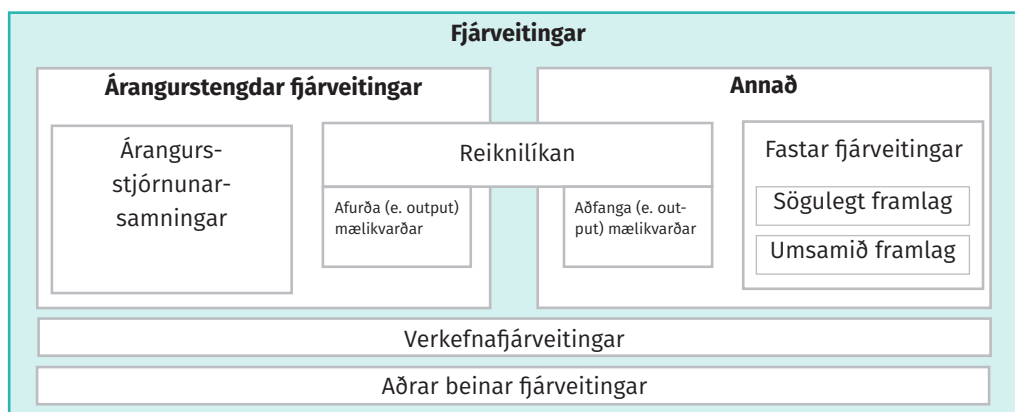 Fjárveitingar
Árangurstengdar fjárveitingar
Árangurs-
stjórnunar-
samningar
Reiknilíkan
Afurða (e. output)
mælikvarðar
Annað
Aðfanga (e. out-
put) mælikvarðar
Fastar fjárveitingar
Sögulegt framlag
Umsamið framlag
Verkefnafjárveitingar
Aðrar beinar fjárveitingar